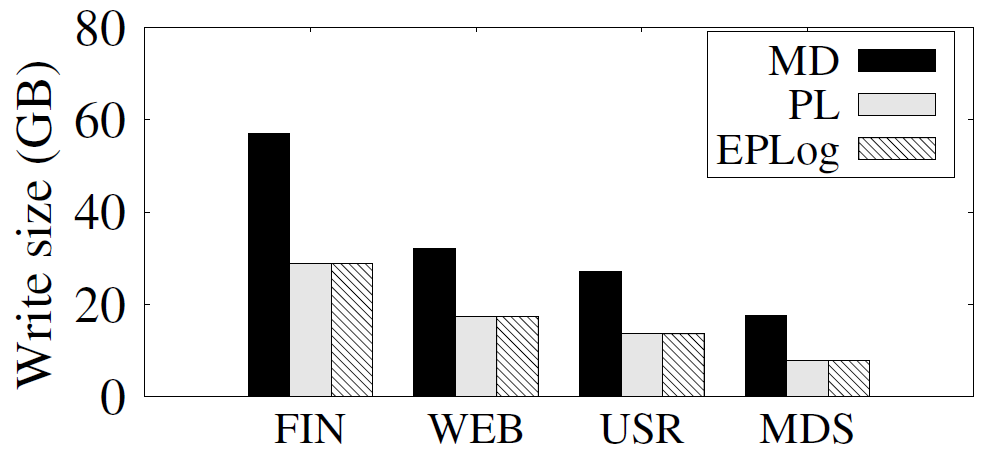 80
60
40
20
0
Write size (GB)
MD
PL
EPLog
FIN WEB USR MDS